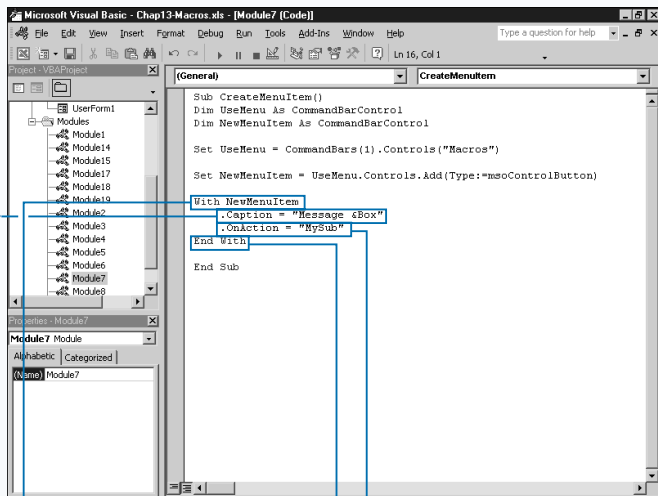 Microsoft Visual Basic - Chap13-Macros.xls - [Module7 (Code)]
File Edit View Insert Format Debug Run Tools Add-Ins Window Help Type a question for help
Ln 16, Col 1
Project - VBAProject
(General) CreateMenuItem
UserForm1
Modules
Module1
Module14
Module15
Module17
Module18
Module19
Module2
Module3
Module4
Module5
Module6
Module7
Module8
Sub CreateMenuItem()
Dim UseMenu As CommandBarControl
Dim NewMenuItem As CommandBarControl
Set UseMenu = CommandBars(1).Controls("Macros")
Set NewMenuItem = UseMenu.Controls.Add(Type:=msoControlButton)
With NewMenuItem
.Caption = "Message &Box"
.OnAction = "MySub"
End With
End Sub
Properties - Module7
Module7 Module
Alphabetic Categorized
(Name) Module7